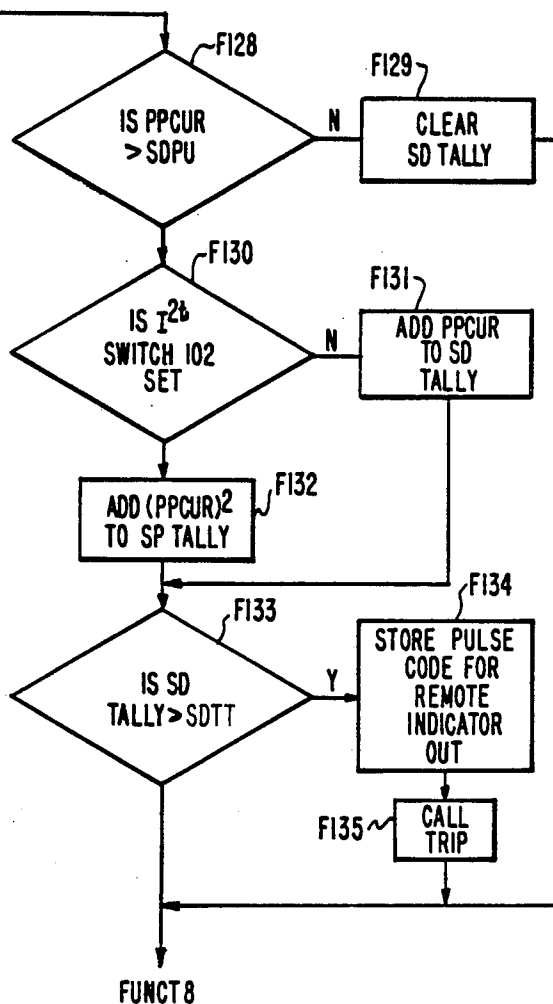 F128
IS PPCUR
> SDPU
N
F129
CLEAR
SD TALLY
F130
IS I²ᵗ
SWITCH 102
SET
N
F131
ADD PPCUR
TO SD
TALLY
F132
ADD (PPCUR)²
TO SP TALLY
F133
IS SD
TALLY > SDTT
Y
F134
STORE PULSE
CODE FOR
REMOTE
INDICATOR
OUT
F135
CALL
TRIP
FUNCT 8